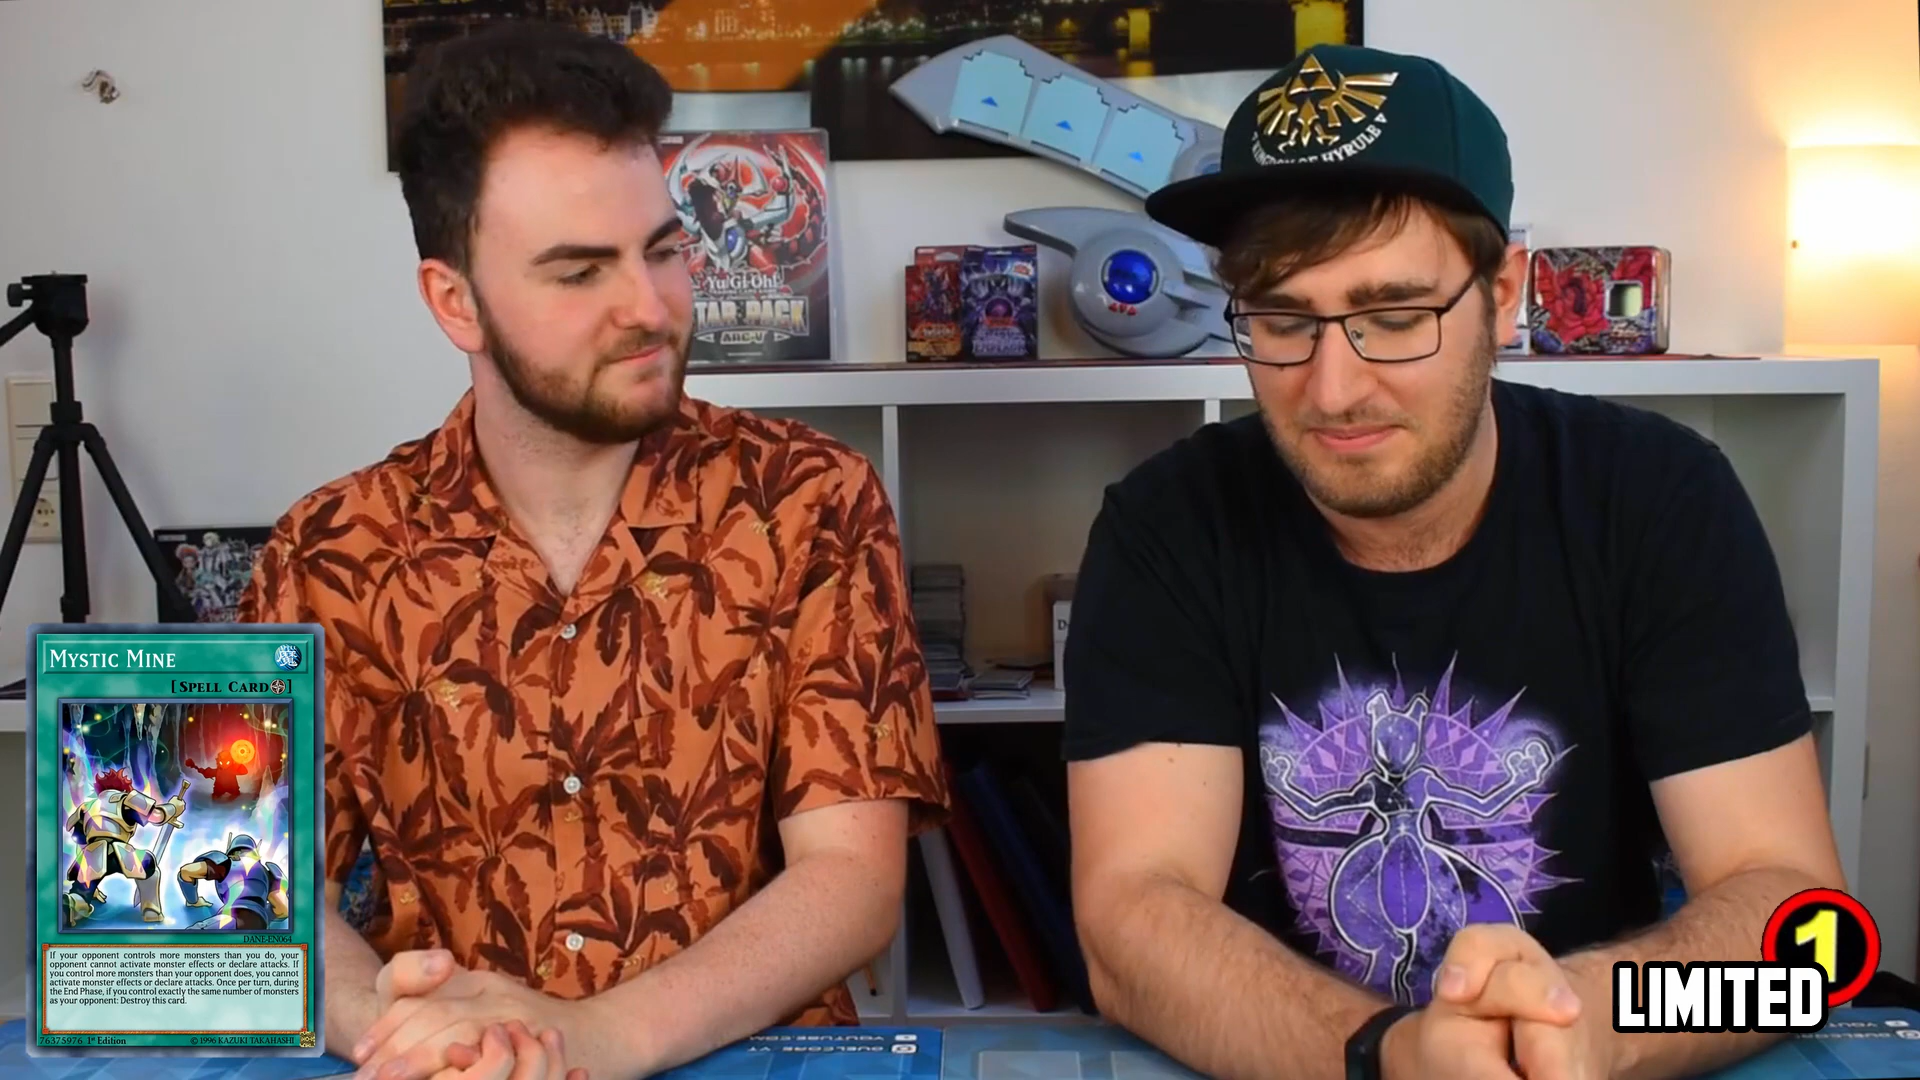 KINGDOM OF HYRULE
Yu-Gi-Oh!
STAR PACK
ARC-V
MYSTIC MINE
[SPELL CARD]
DANE-EN064
If your opponent controls more monsters than you do, your
opponent cannot activate monster effects or declare attacks. If
you control more monsters than your opponent does, you cannot
activate monster effects or declare attacks. Once per turn, during
the End Phase, if you control exactly the same number of monsters
as your opponent: Destroy this card.
76375976 1st Edition ©1996 KAZUKI TAKAHASHI
YOUTUBE.COM
DUELCORE_YT
1
LIMITED